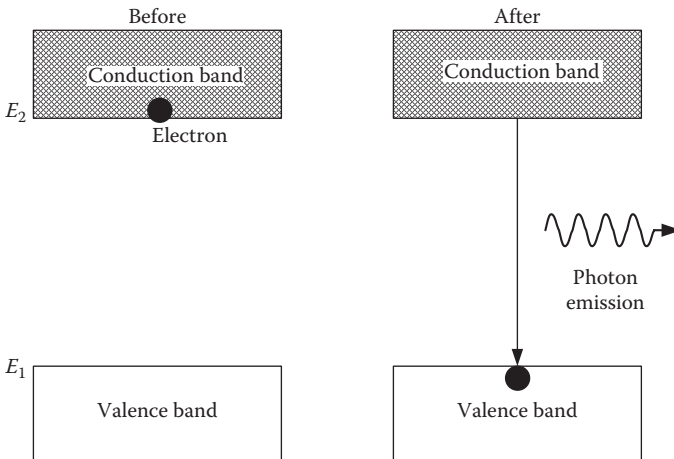 Before
After
Conduction band
Conduction band
E2
Electron
Photon
emission
E1
Valence band
Valence band